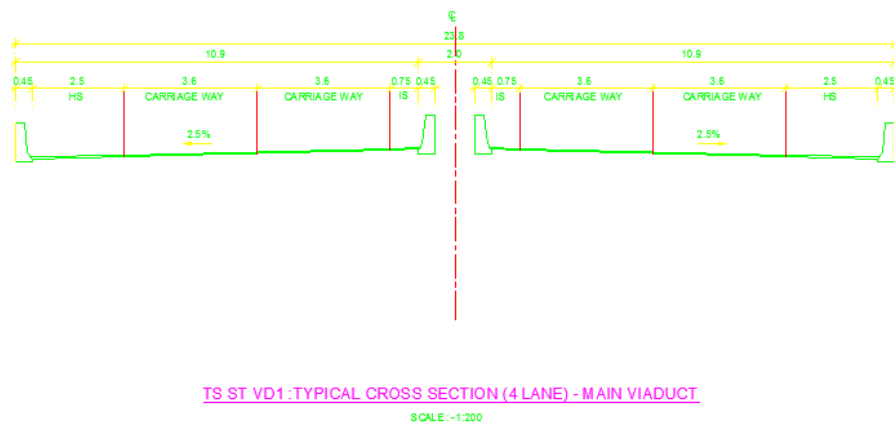 ℄
23.8
10.9 2.0 10.9
0.45 2.5 3.6 3.6 0.75 0.45 0.45 0.75 3.6 3.6 2.5 0.45
HS CARRIAGE WAY CARRIAGE WAY IS IS CARRIAGE WAY CARRIAGE WAY HS
2.5% 2.5%
TS ST VD1 :TYPICAL CROSS SECTION (4 LANE) - MAIN VIADUCT
SCALE:-1:200